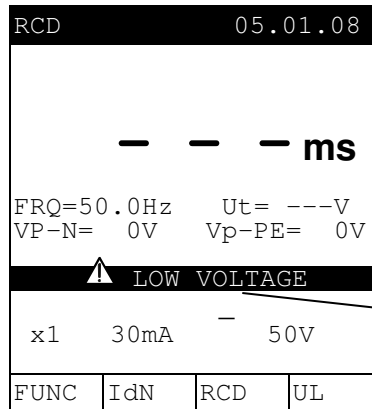 RCD 05.01.08
– – – ms
FRQ=50.0Hz Ut= ---V
VP-N= 0V Vp-PE= 0V
LOW VOLTAGE
x1 30mA 50V
FUNC IdN RCD UL